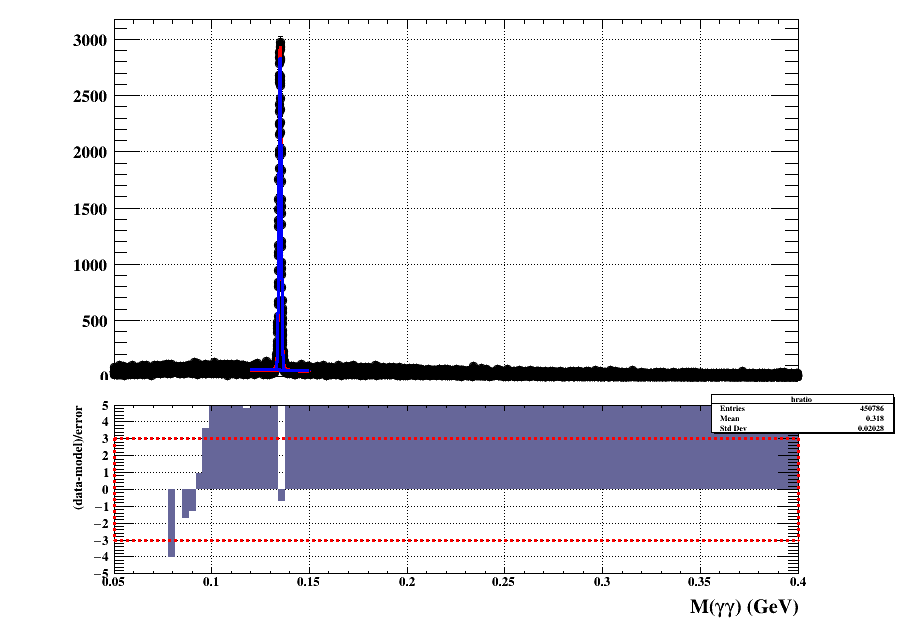 3000
2500
2000
1500
1000
500
0
hratio
Entries 450786
Mean 0.318
Std Dev 0.02028
(data-model)/error
5
4
3
2
1
0
−1
−2
−3
−4
−5
0.05 0.1 0.15 0.2 0.25 0.3 0.35 0.4
M(γγ) (GeV)